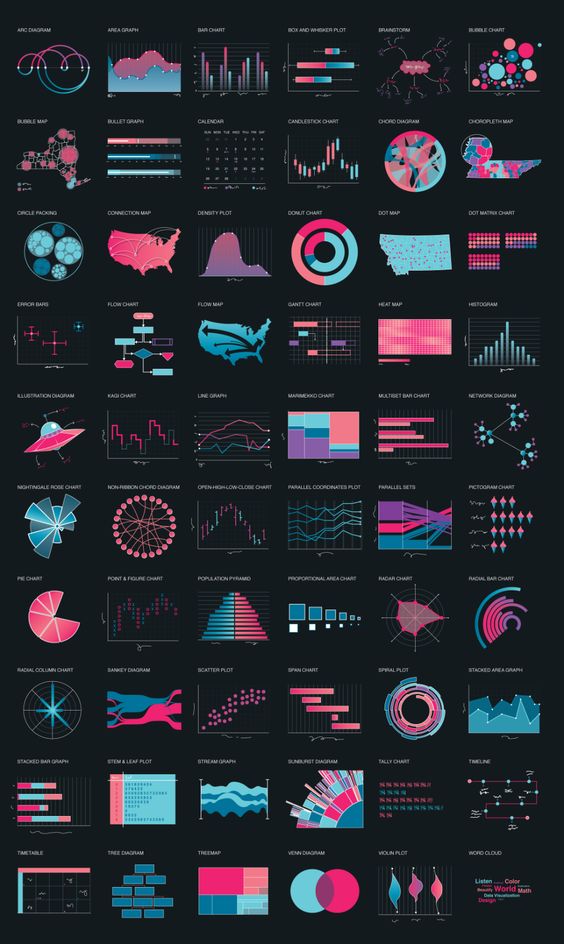 ARC DIAGRAM
AREA GRAPH
BAR CHART
BOX AND WHISKER PLOT
BRAINSTORM
BUBBLE CHART
BUBBLE MAP
BULLET GRAPH
CALENDAR
SUN MON TUE WED THU FRI SAT
CANDLESTICK CHART
CHORD DIAGRAM
CHOROPLETH MAP
CIRCLE PACKING
CONNECTION MAP
DENSITY PLOT
DONUT CHART
DOT MAP
DOT MATRIX CHART
ERROR BARS
FLOW CHART
FLOW MAP
GANTT CHART
HEAT MAP
HISTOGRAM
ILLUSTRATION DIAGRAM
KAGI CHART
LINE GRAPH
MARIMEKKO CHART
MULTISET BAR CHART
NETWORK DIAGRAM
NIGHTINGALE ROSE CHART
NON-RIBBON CHORD DIAGRAM
OPEN-HIGH-LOW-CLOSE CHART
PARALLEL COORDINATES PLOT
PARALLEL SETS
PICTOGRAM CHART
PIE CHART
POINT & FIGURE CHART
POPULATION PYRAMID
PROPORTIONAL AREA CHART
RADAR CHART
RADIAL BAR CHART
RADIAL COLUMN CHART
SANKEY DIAGRAM
SCATTER PLOT
SPAN CHART
SPIRAL PLOT
STACKED AREA GRAPH
STACKED BAR GRAPH
STEM & LEAF PLOT
STREAM GRAPH
SUNBURST DIAGRAM
TALLY CHART
TIMELINE
TIMETABLE
TREE DIAGRAM
TREEMAP
VENN DIAGRAM
VIOLIN PLOT
WORD CLOUD
Listen Color
Beauty World Math
Data Visualization
Design